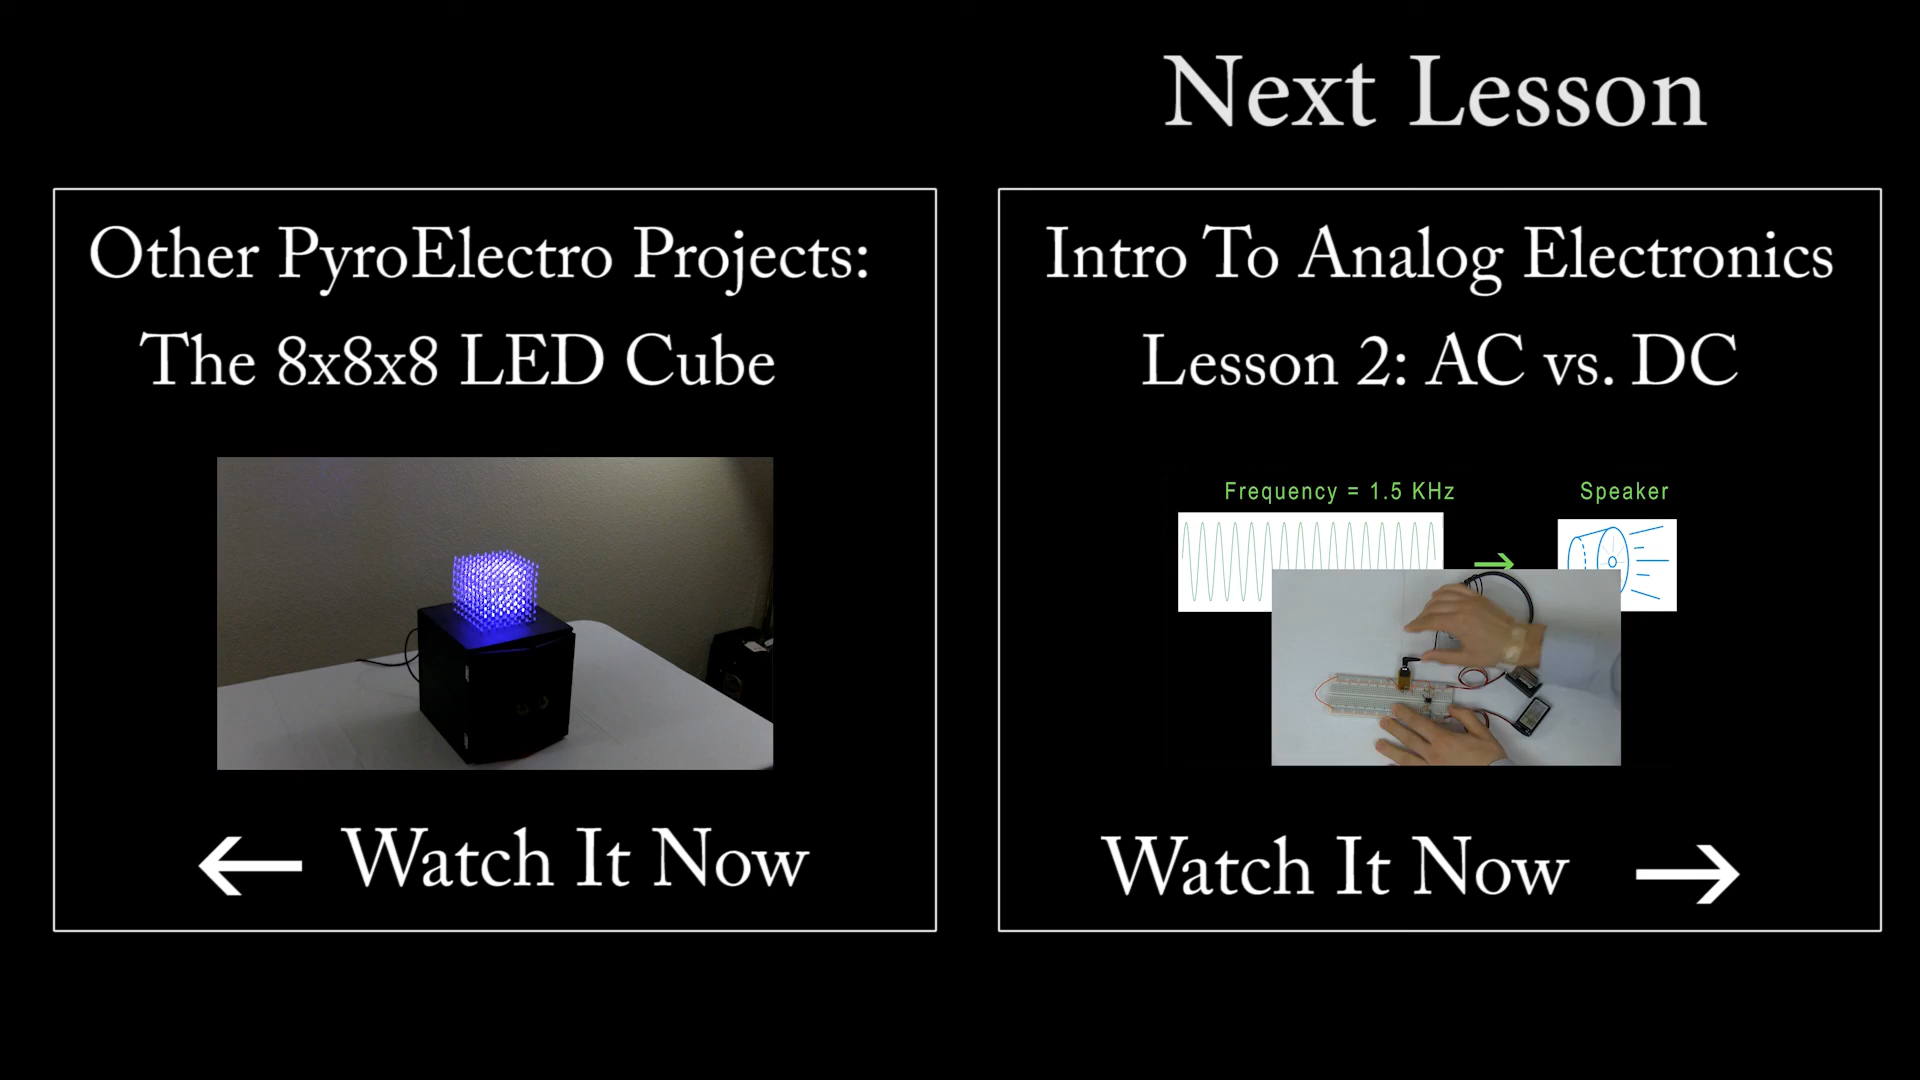 Next Lesson
Other PyroElectro Projects:
The 8x8x8 LED Cube
← Watch It Now
Intro To Analog Electronics
Lesson 2: AC vs. DC
Frequency = 1.5 KHz
Speaker
Watch It Now →